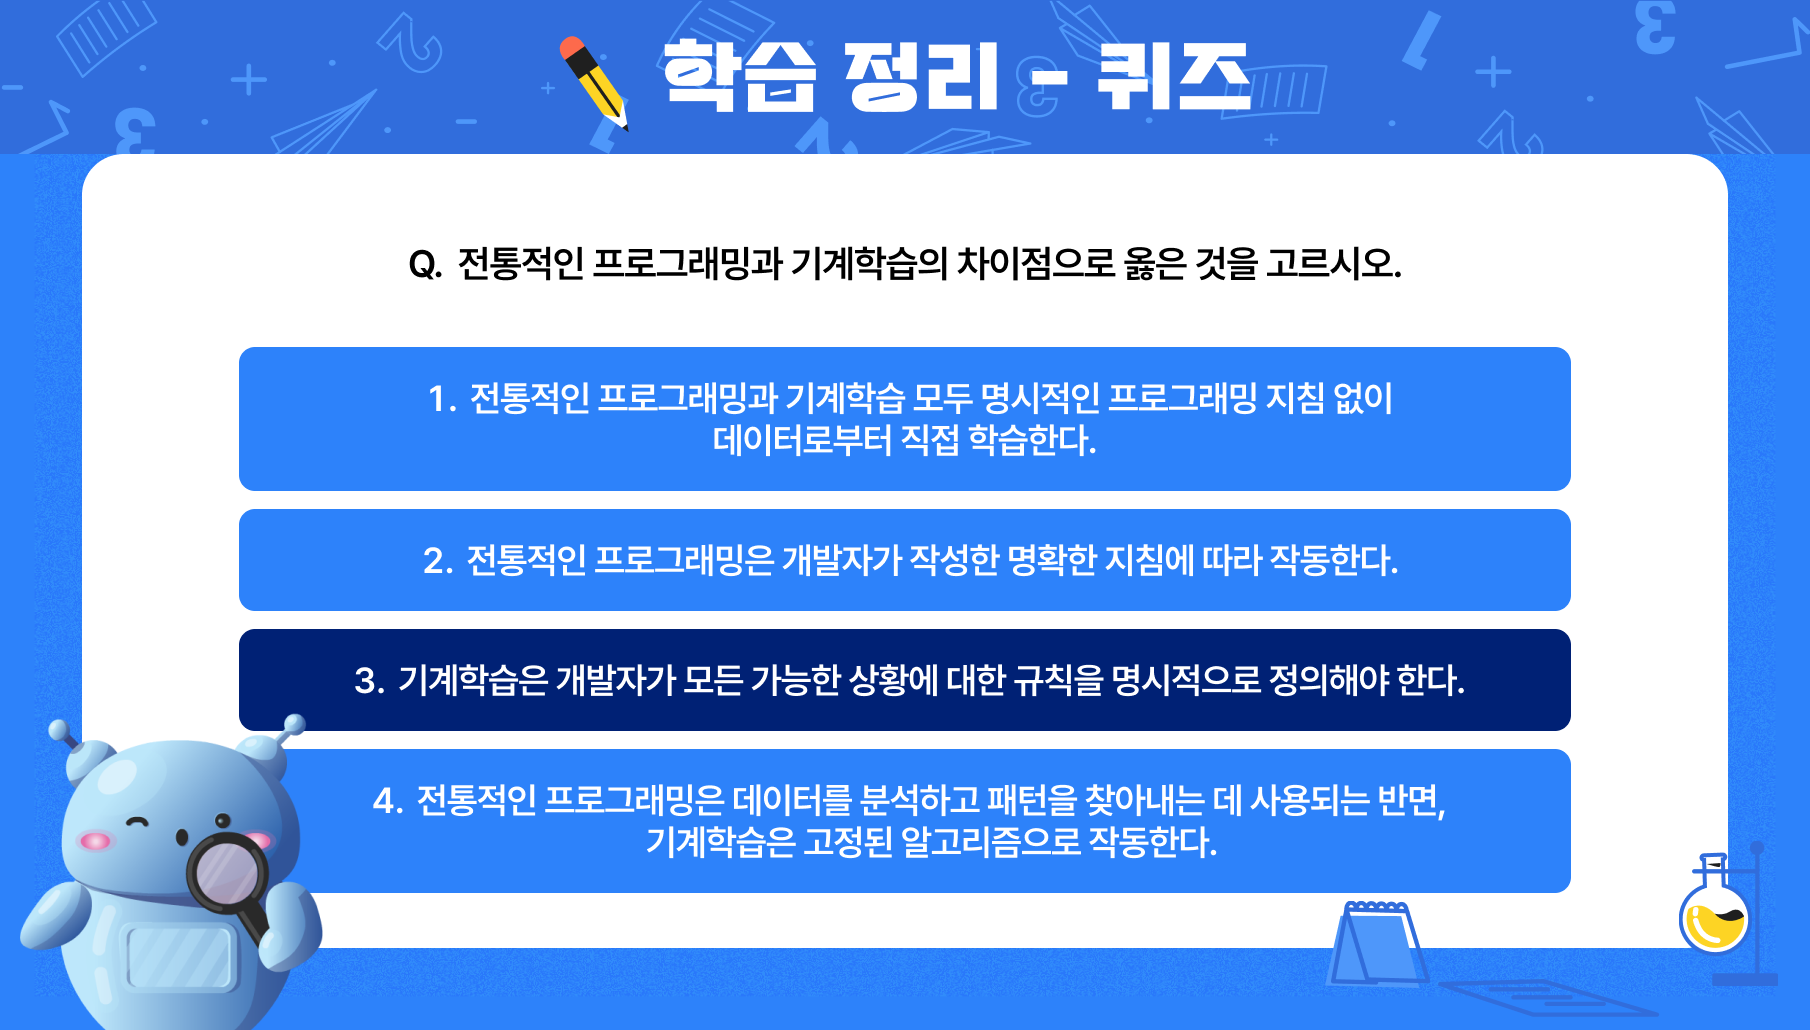 학습 정리 - 퀴즈
Q. 전통적인 프로그래밍과 기계학습의 차이점으로 옳은 것을 고르시오.
1. 전통적인 프로그래밍과 기계학습 모두 명시적인 프로그래밍 지침 없이
데이터로부터 직접 학습한다.
2. 전통적인 프로그래밍은 개발자가 작성한 명확한 지침에 따라 작동한다.
3. 기계학습은 개발자가 모든 가능한 상황에 대한 규칙을 명시적으로 정의해야 한다.
4. 전통적인 프로그래밍은 데이터를 분석하고 패턴을 찾아내는 데 사용되는 반면,
기계학습은 고정된 알고리즘으로 작동한다.